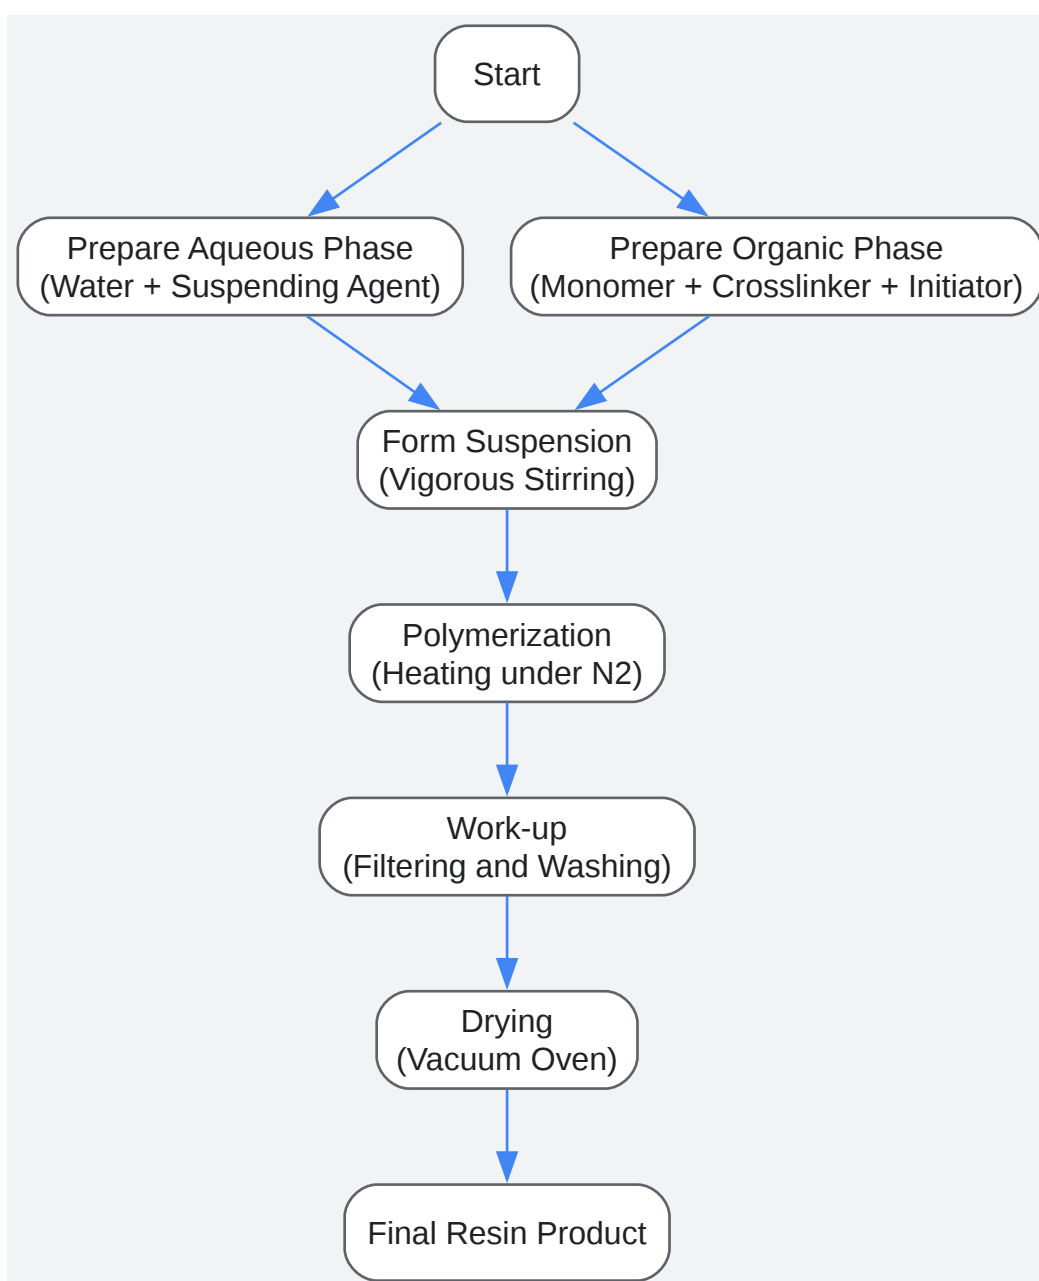 Start
Prepare Aqueous Phase
(Water + Suspending Agent)
Prepare Organic Phase
(Monomer + Crosslinker + Initiator)
Form Suspension
(Vigorous Stirring)
Polymerization
(Heating under N2)
Work-up
(Filtering and Washing)
Drying
(Vacuum Oven)
Final Resin Product